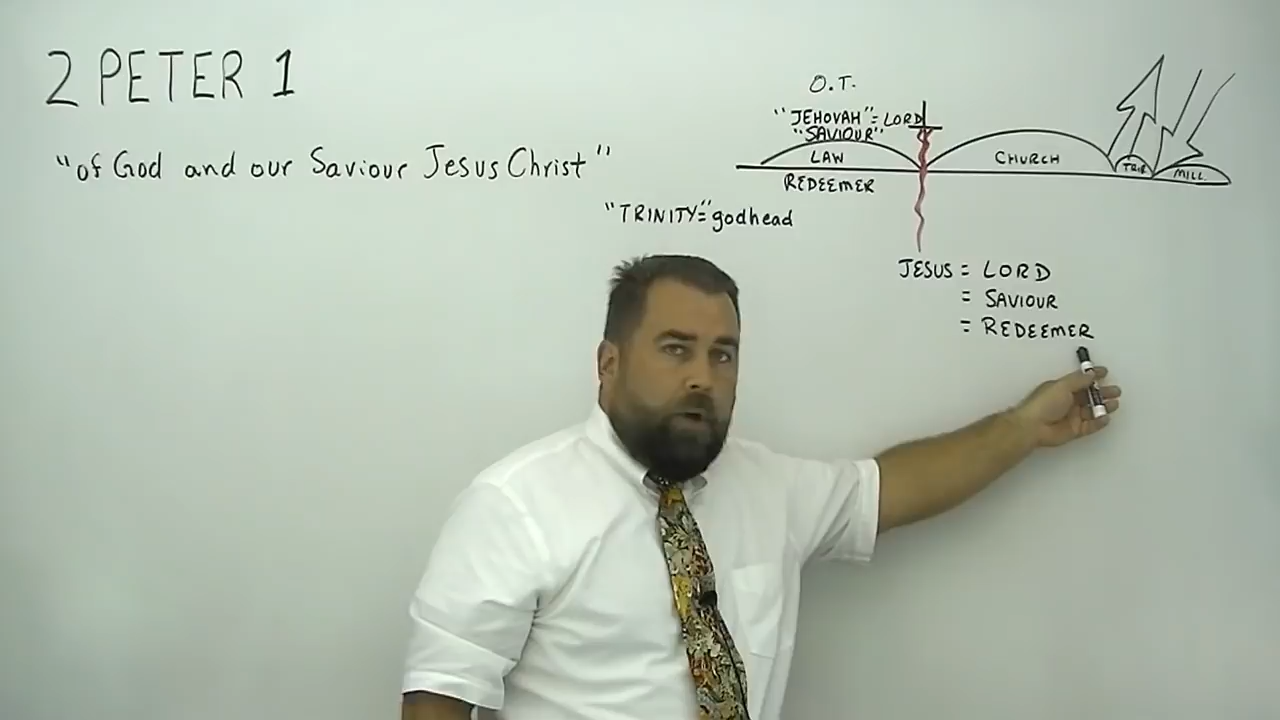 2 PETER 1
"of God and our Saviour Jesus Christ"
O.T.
"JEHOVAH"=LORD
"SAVIOUR"
LAW
CHURCH
TRIB
MILL.
REDEEMER
"TRINITY"=godhead
JESUS = LORD
= SAVIOUR
= REDEEMER